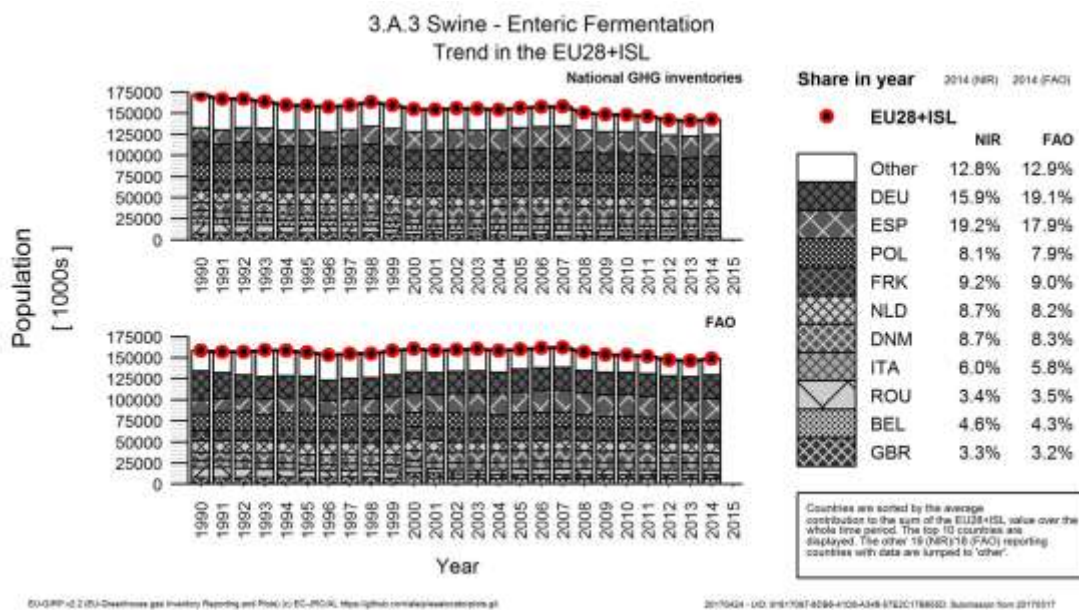 3.A.3 Swine - Enteric Fermentation
Trend in the EU28+ISL
National GHG inventories
175000
150000
125000
100000
75000
50000
25000
0
1990 1991 1992 1993 1994 1995 1996 1997 1998 1999 2000 2001 2002 2003 2004 2005 2006 2007 2008 2009 2010 2011 2012 2013 2014 2015
Population
[ 1000s ]
FAO
175000
150000
125000
100000
75000
50000
25000
0
1990 1991 1992 1993 1994 1995 1996 1997 1998 1999 2000 2001 2002 2003 2004 2005 2006 2007 2008 2009 2010 2011 2012 2013 2014 2015
Year
Share in year 2014 (NIR) 2014 (FAO)
EU28+ISL
NIR FAO
Other 12.8% 12.9%
DEU 15.9% 19.1%
ESP 19.2% 17.9%
POL 8.1% 7.9%
FRK 9.2% 9.0%
NLD 8.7% 8.2%
DNM 8.7% 8.3%
ITA 6.0% 5.8%
ROU 3.4% 3.5%
BEL 4.6% 4.3%
GBR 3.3% 3.2%
Countries are sorted by the average
contribution to the sum of the EU28+ISL value over the
whole time period. The top 10 countries are
displayed. The other 19 (NIR)/18 (FAO) reporting
countries with data are lumped to 'other'.